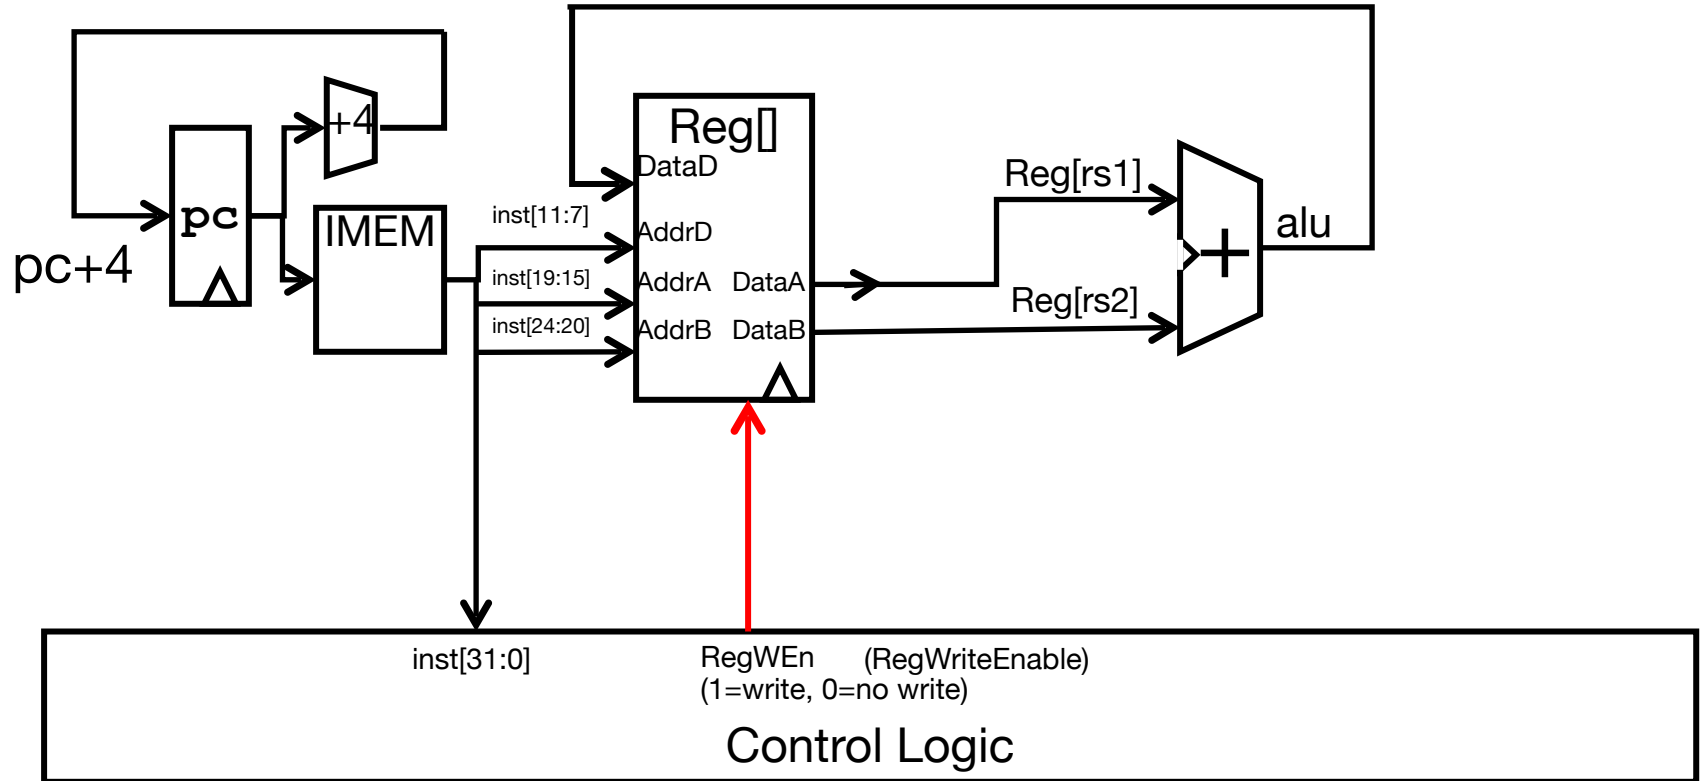 +4
Reg[]
DataD
Reg[rs1]
pc
inst[11:7]
IMEM
AddrD
+
alu
pc+4
inst[19:15]
AddrA
DataA
Reg[rs2]
inst[24:20]
AddrB
DataB
inst[31:0]
RegWEn (RegWriteEnable)
(1=write, 0=no write)
Control Logic